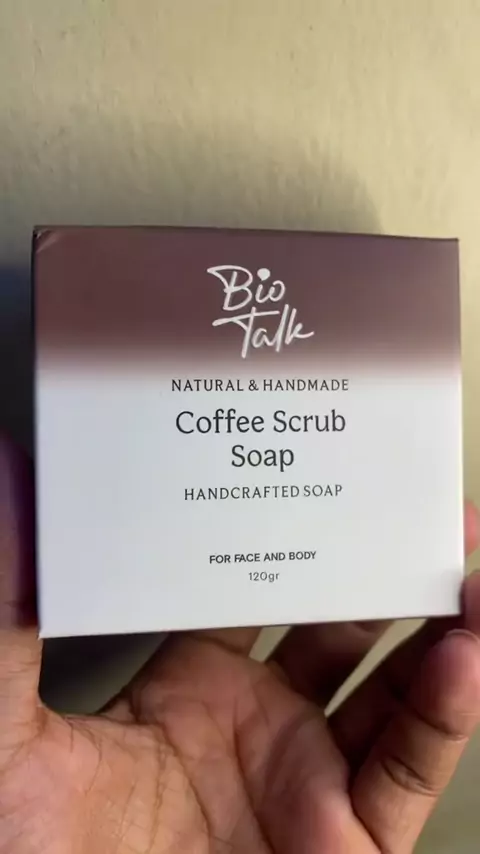 Bio
Talk
NATURAL & HANDMADE
Coffee Scrub
Soap
HANDCRAFTED SOAP
FOR FACE AND BODY
120gr